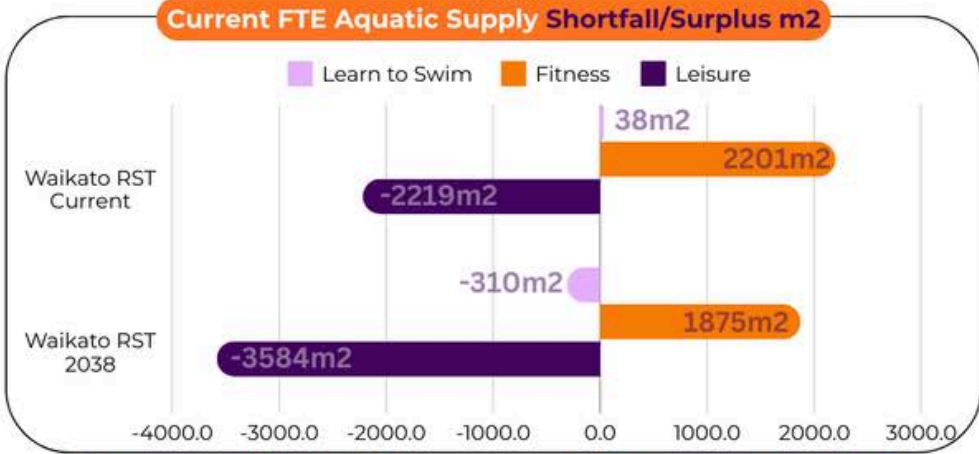 Current FTE Aquatic Supply Shortfall/Surplus m2
Learn to Swim Fitness Leisure
38m2
2201m2
Waikato RST
Current
-2219m2
-310m2
1875m2
Waikato RST
2038
-3584m2
-4000.0 -3000.0 -2000.0 -1000.0 0.0 1000.0 2000.0 3000.0